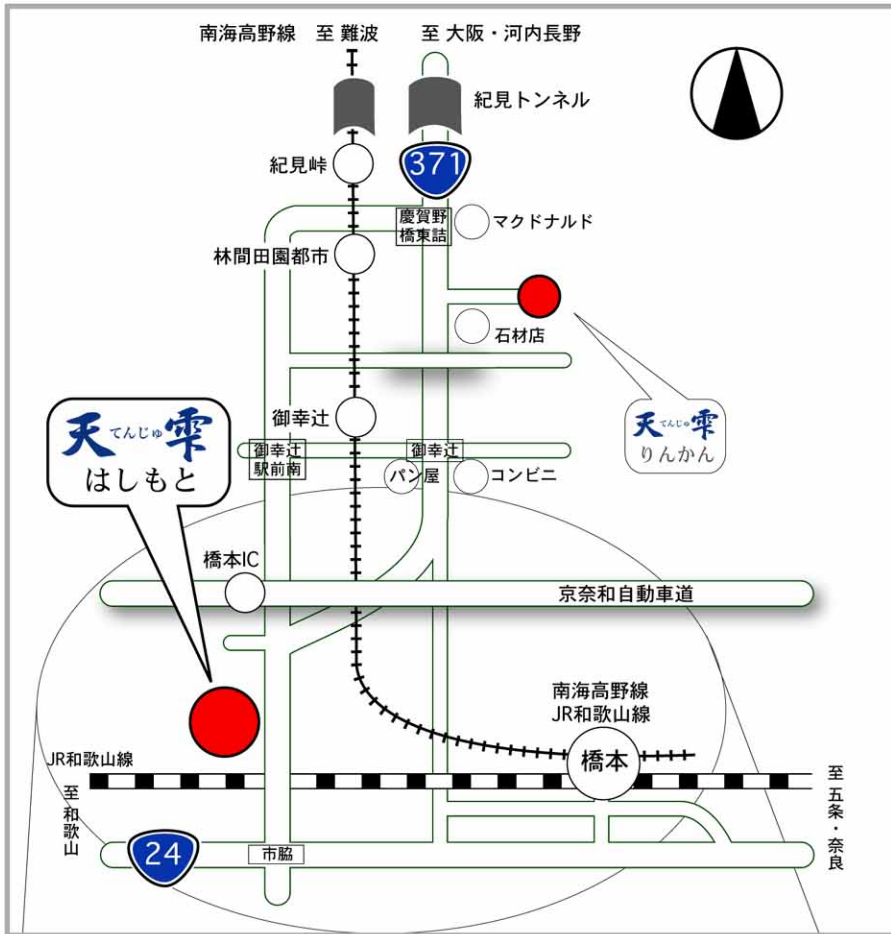 南海高野線 至 難波
至 大阪・河内長野
紀見トンネル
371
紀見峠
慶賀野
橋東詰
マクドナルド
林間田園都市
石材店
天てんじゅ雫
はしもと
御幸辻
天てんじゅ雫
りんかん
御幸辻
駅前南
御幸辻
パン屋
コンビニ
橋本IC
京奈和自動車道
南海高野線
JR和歌山線
橋本
JR和歌山線
至 和歌山
至 五条・奈良
24
市脇